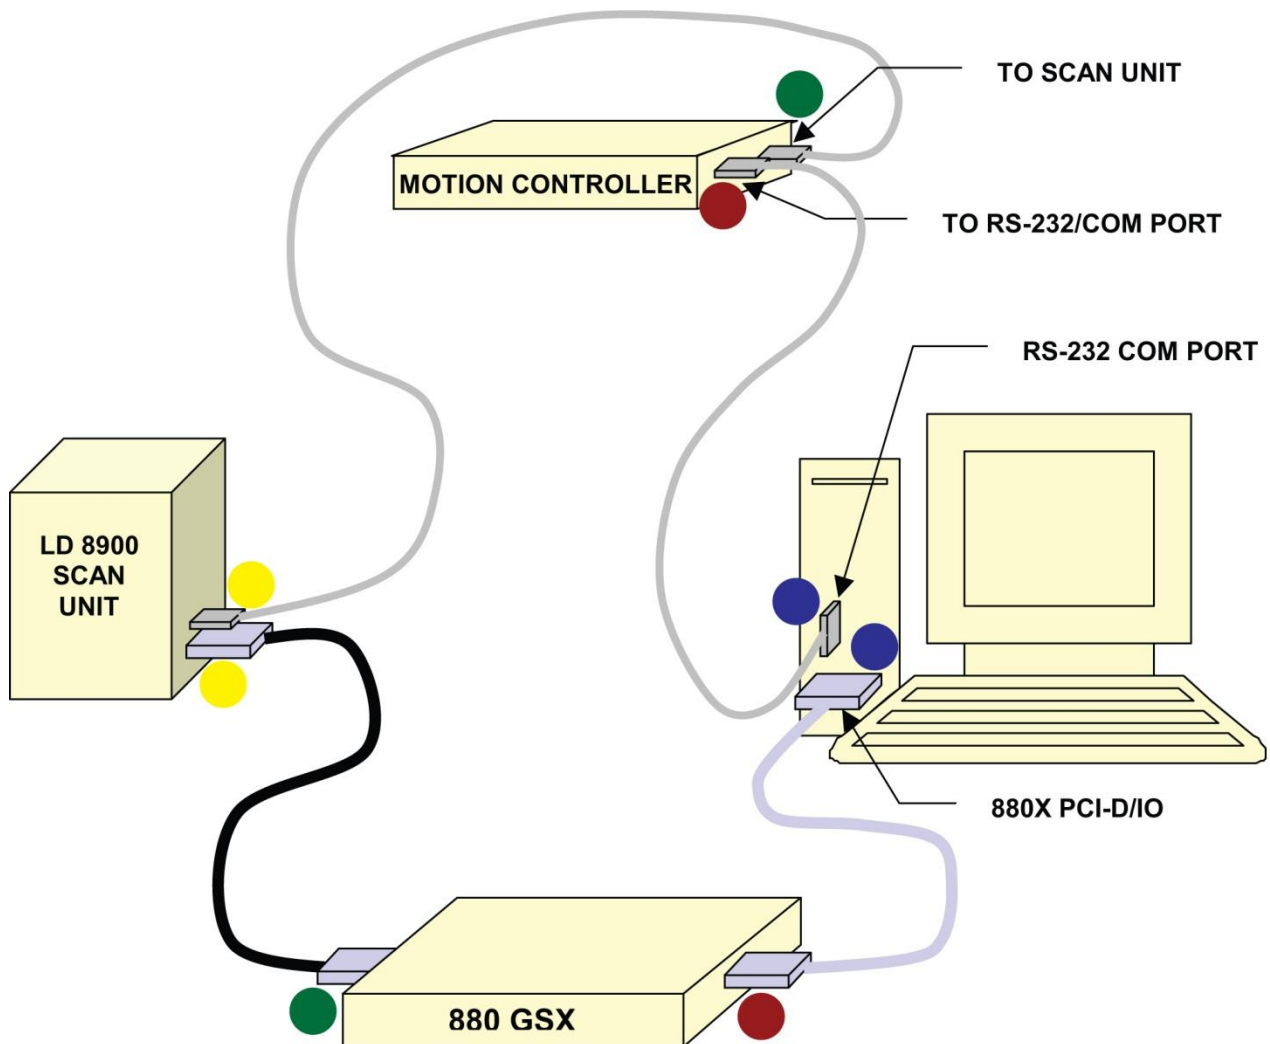 TO SCAN UNIT
MOTION CONTROLLER
TO RS-232/COM PORT
RS-232 COM PORT
LD 8900
SCAN
UNIT
880X PCI-D/IO
880 GSX